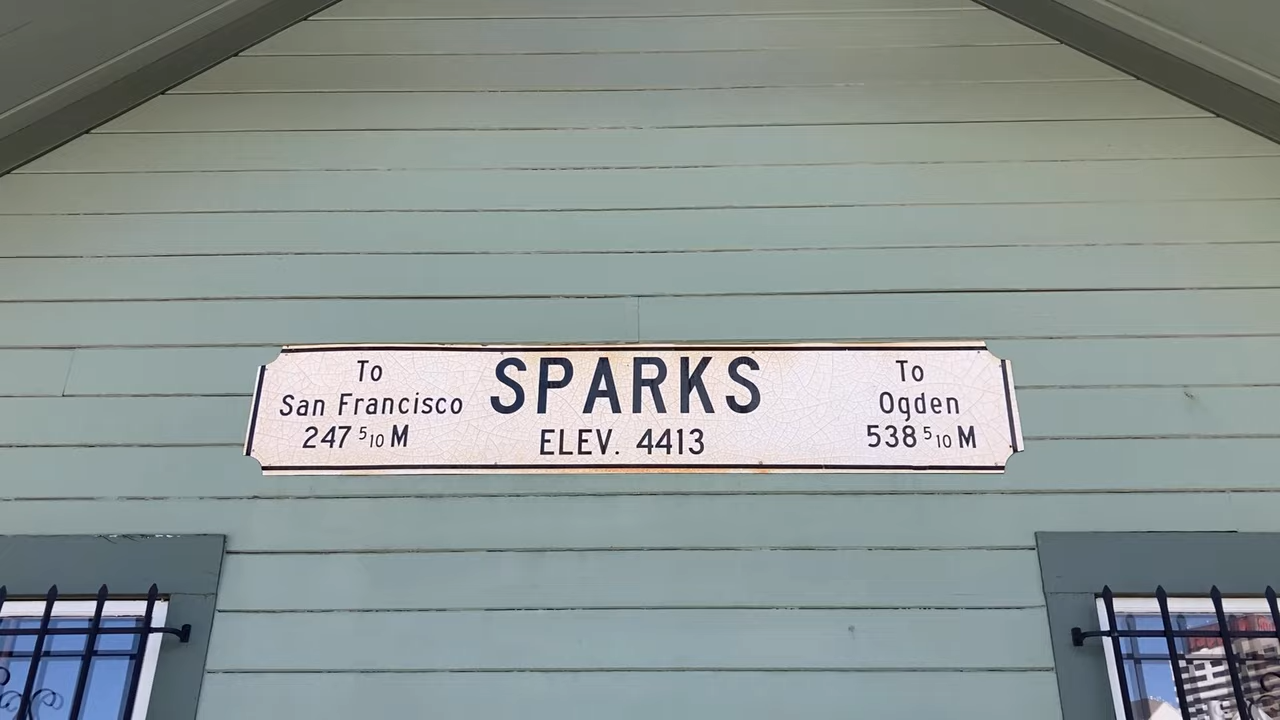 To
San Francisco
247 5/10 M
SPARKS
ELEV. 4413
To
Ogden
538 5/10 M